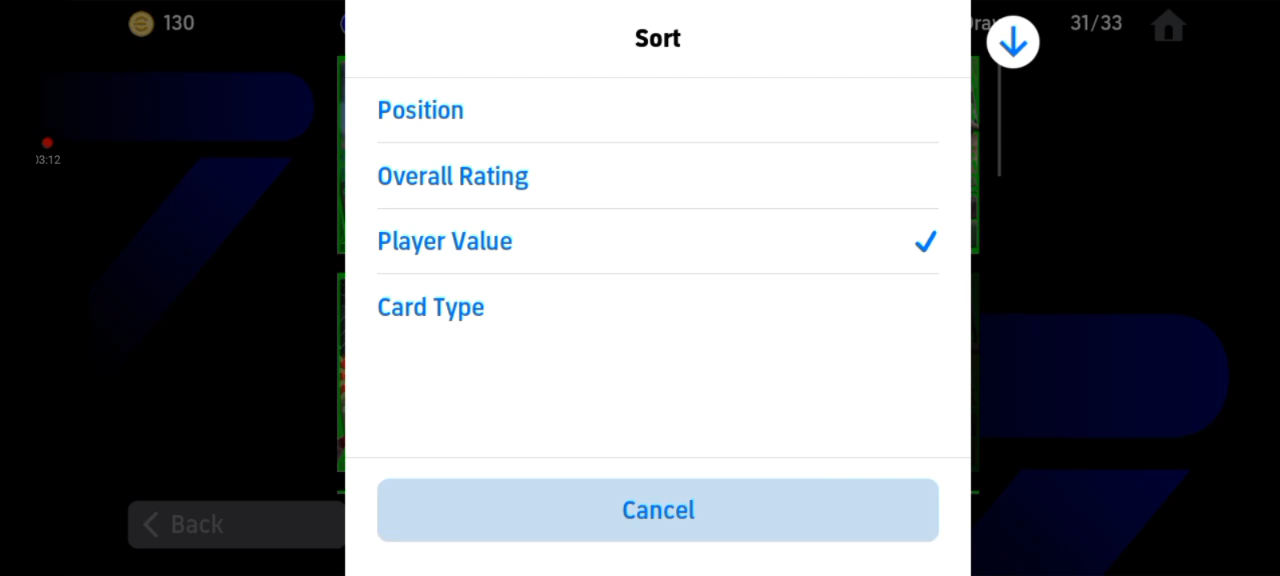 130
Sort
31/33
Position
03:12
Overall Rating
Player Value
Card Type
Cancel
Back